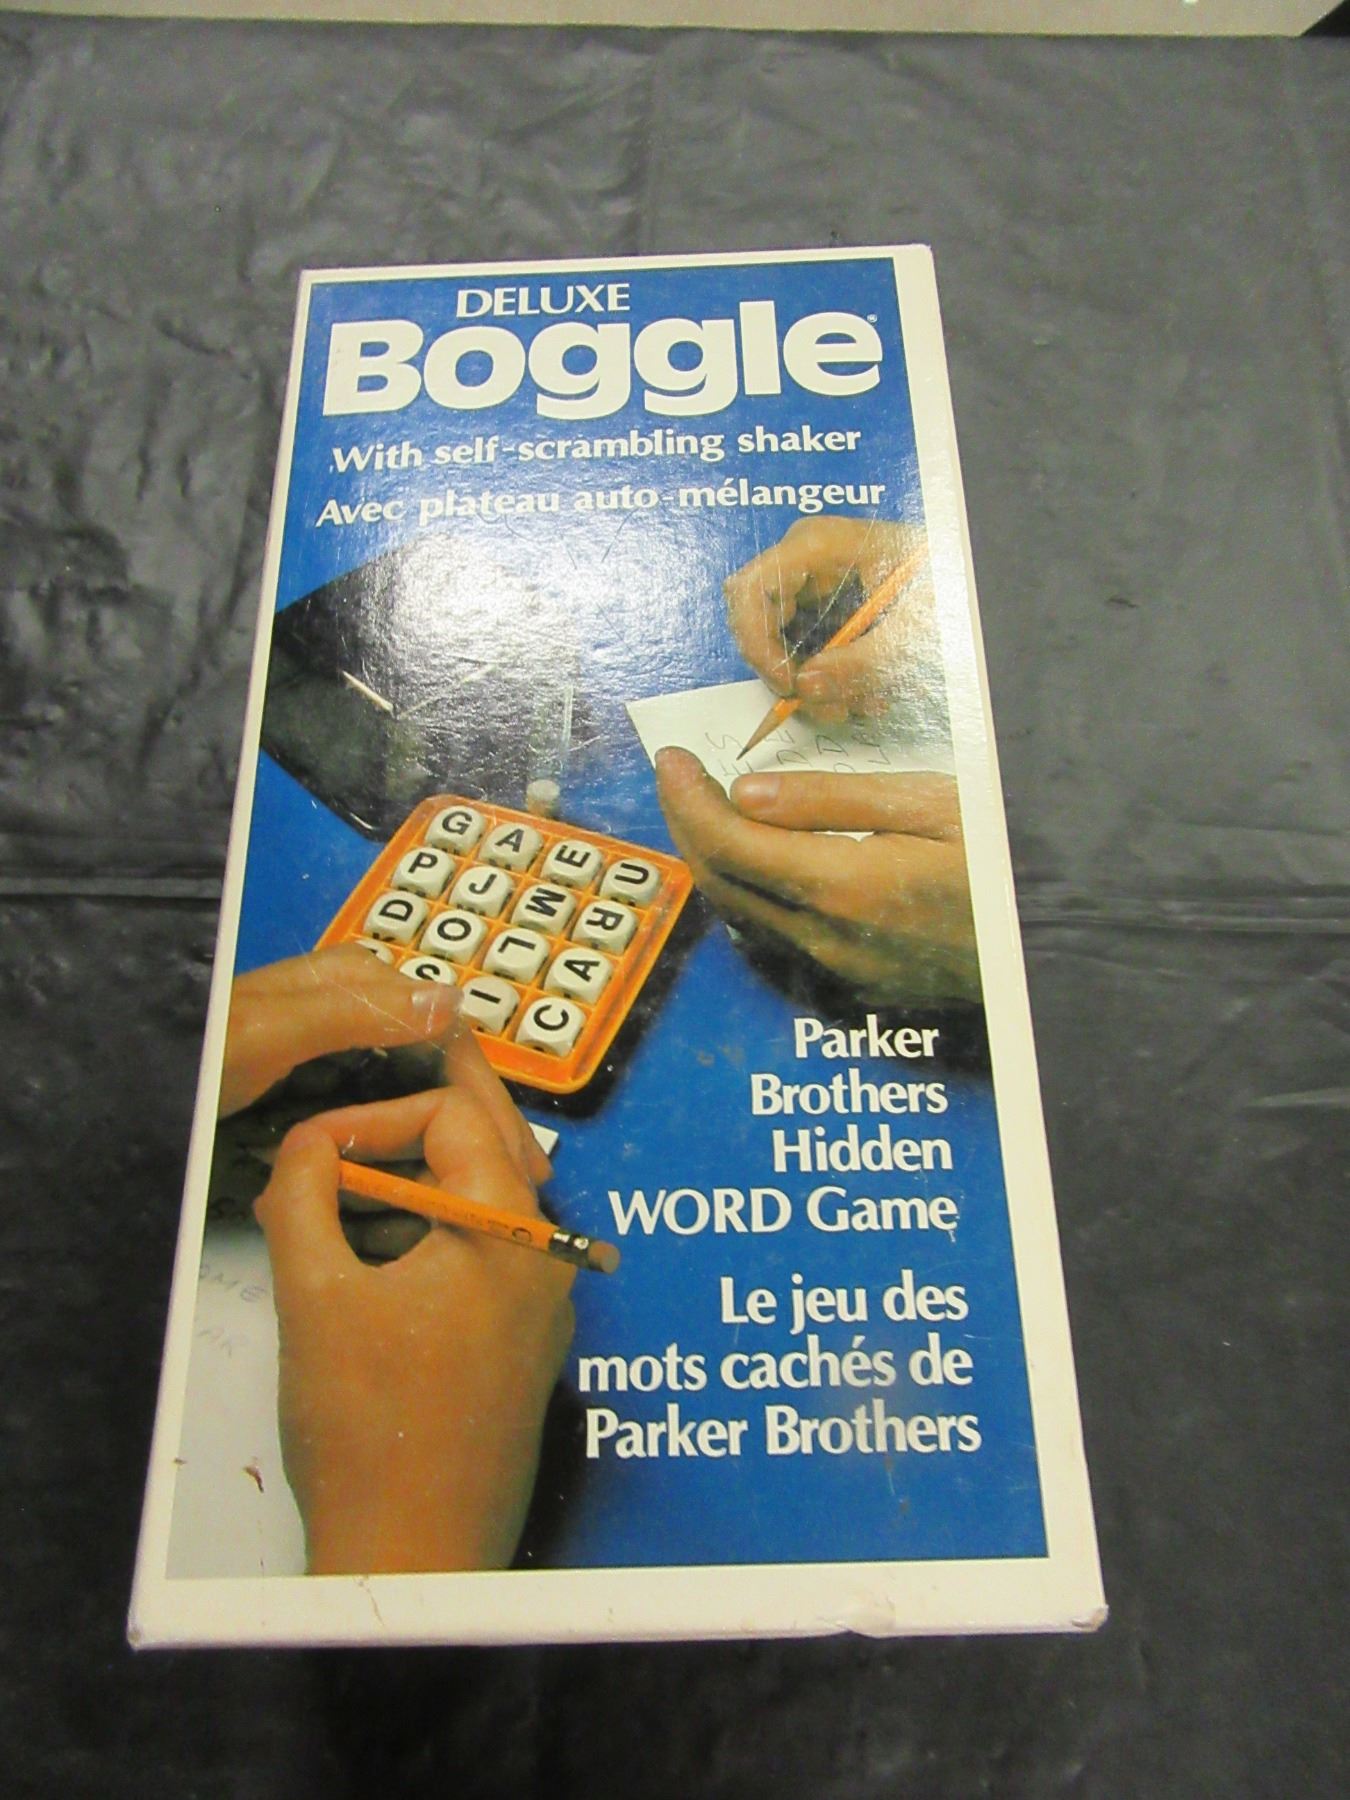 DELUXE
Boggle®
With self-scrambling shaker
Avec plateau auto-mélangeur
G A E U
P J M R
D O L A
S I C
Parker
Brothers
Hidden
WORD Game
Le jeu des
mots cachés de
Parker Brothers